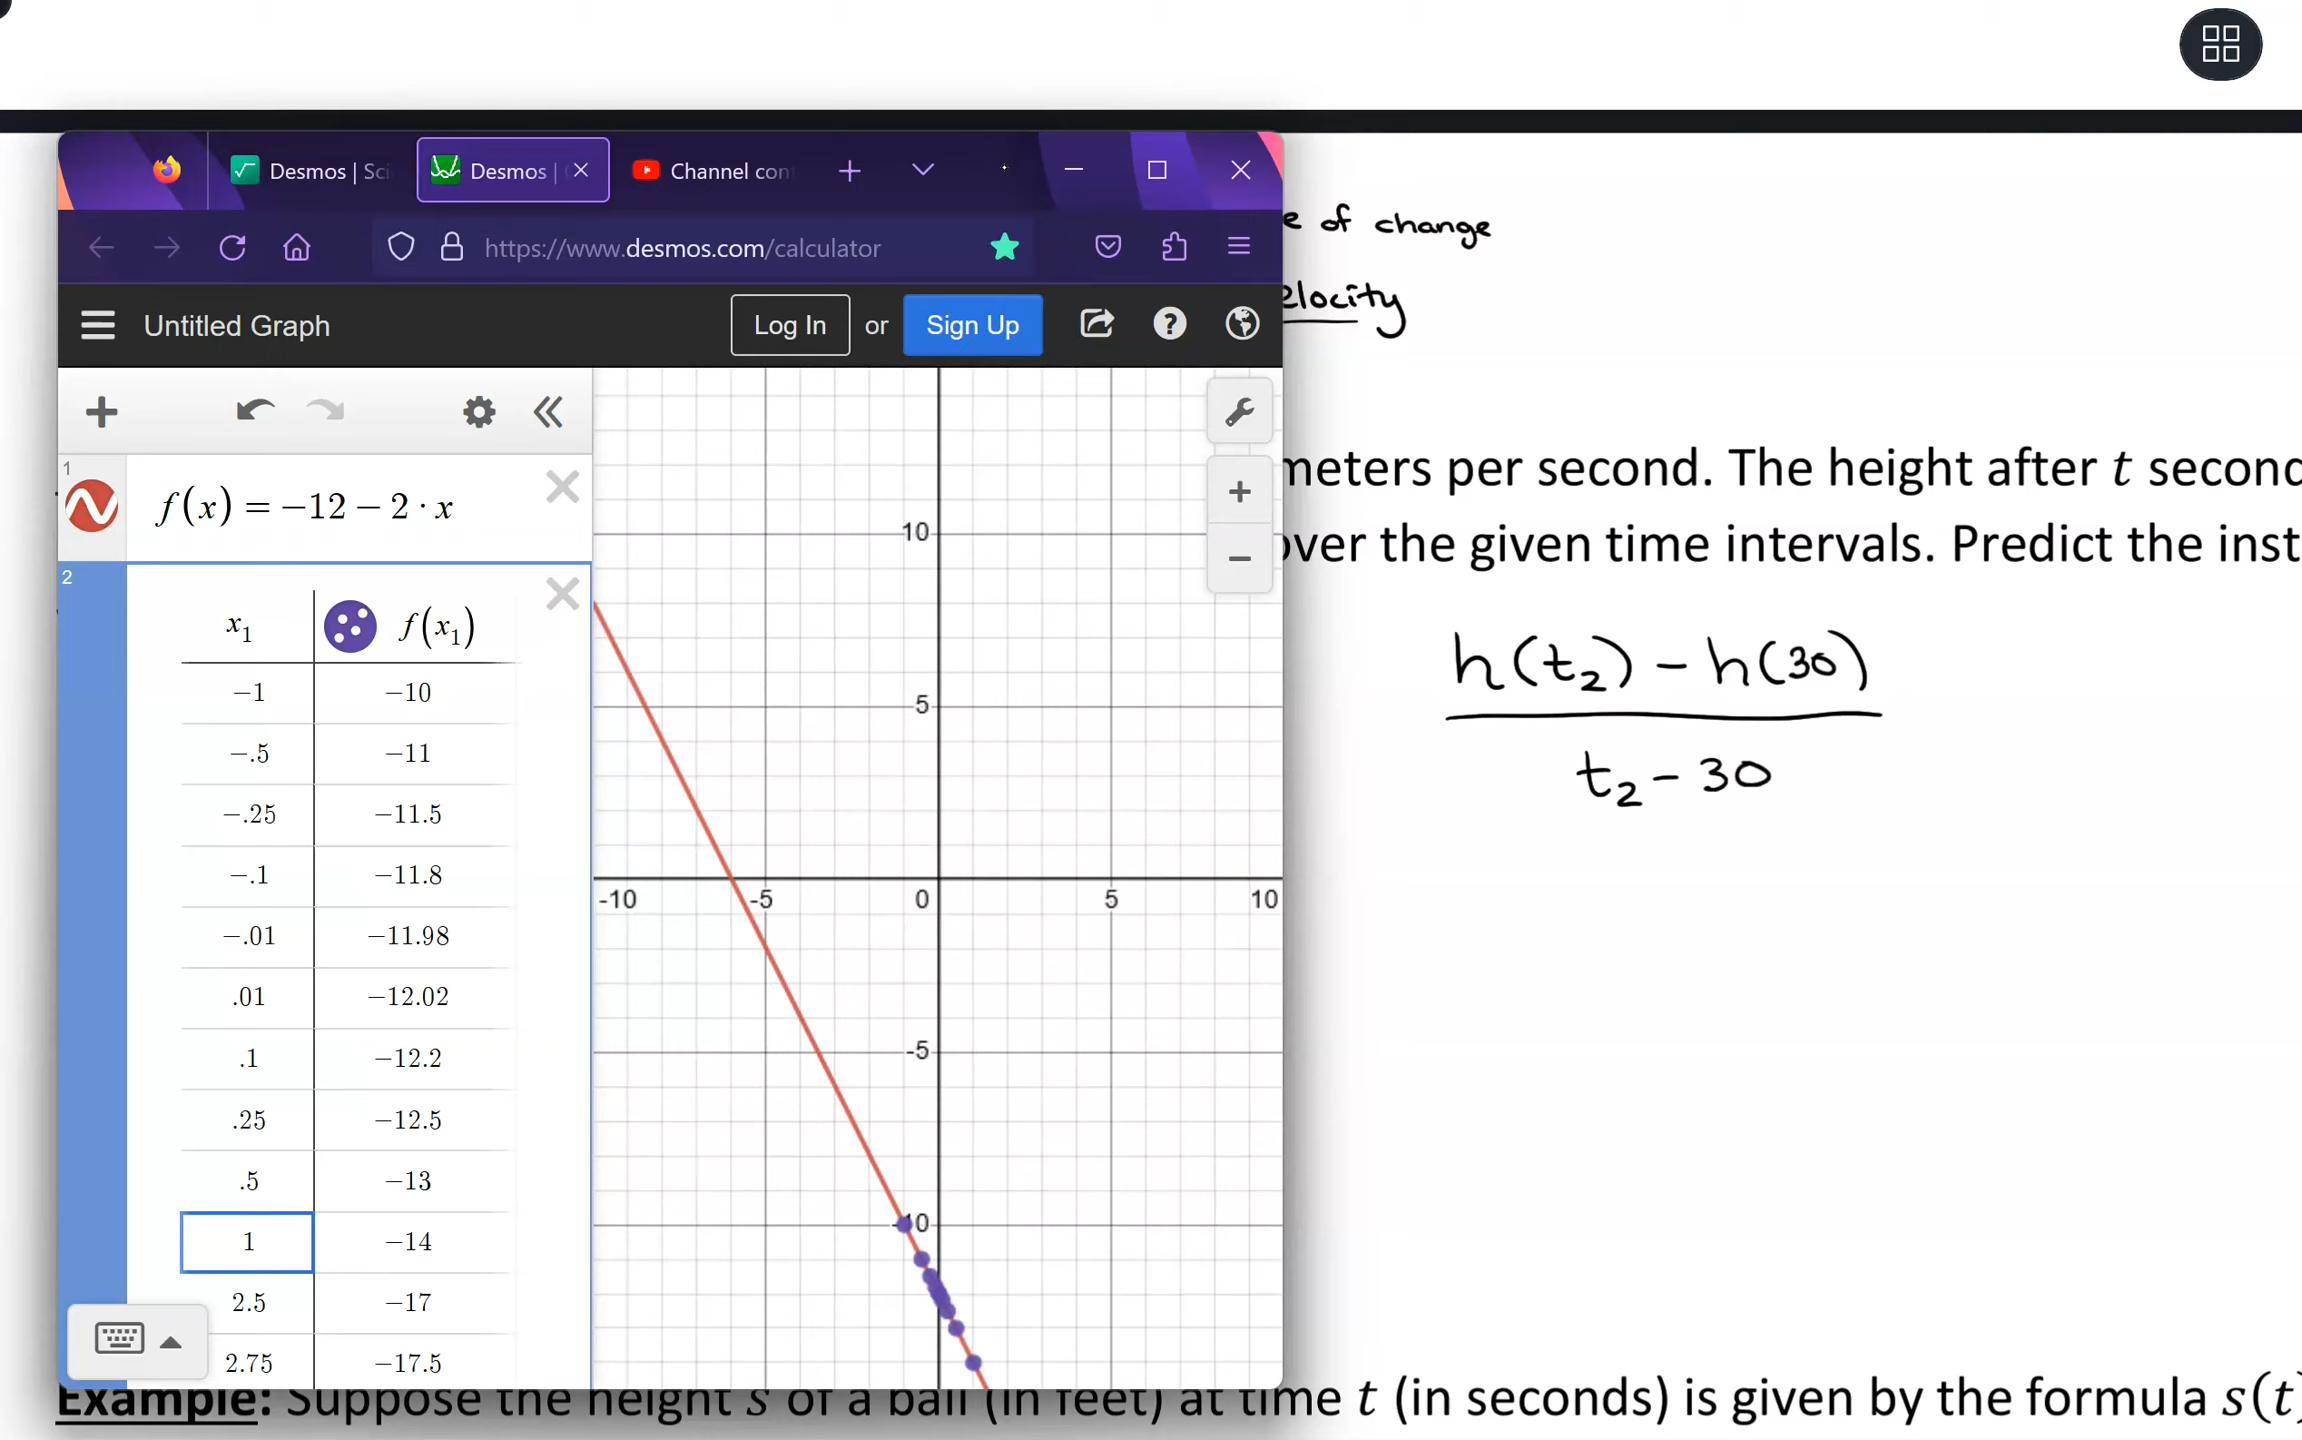 Desmos | Sci
Desmos |
Channel con
https://www.desmos.com/calculator
Untitled Graph
Log In or Sign Up
1
f(x) = −12 − 2 · x
2
x₁ f(x₁)
−1 −10
−.5 −11
−.25 −11.5
−.1 −11.8
−.01 −11.98
.01 −12.02
.1 −12.2
.25 −12.5
.5 −13
1 −14
2.5 −17
2.75 −17.5
10
5
-10 -5 0 5 10
-5
-10
e of change
elocity
meters per second. The height after t second
over the given time intervals. Predict the inst
h(t₂) − h(30)
t₂ − 30
Example: Suppose the height s of a ball (in feet) at time t (in seconds) is given by the formula s(t)